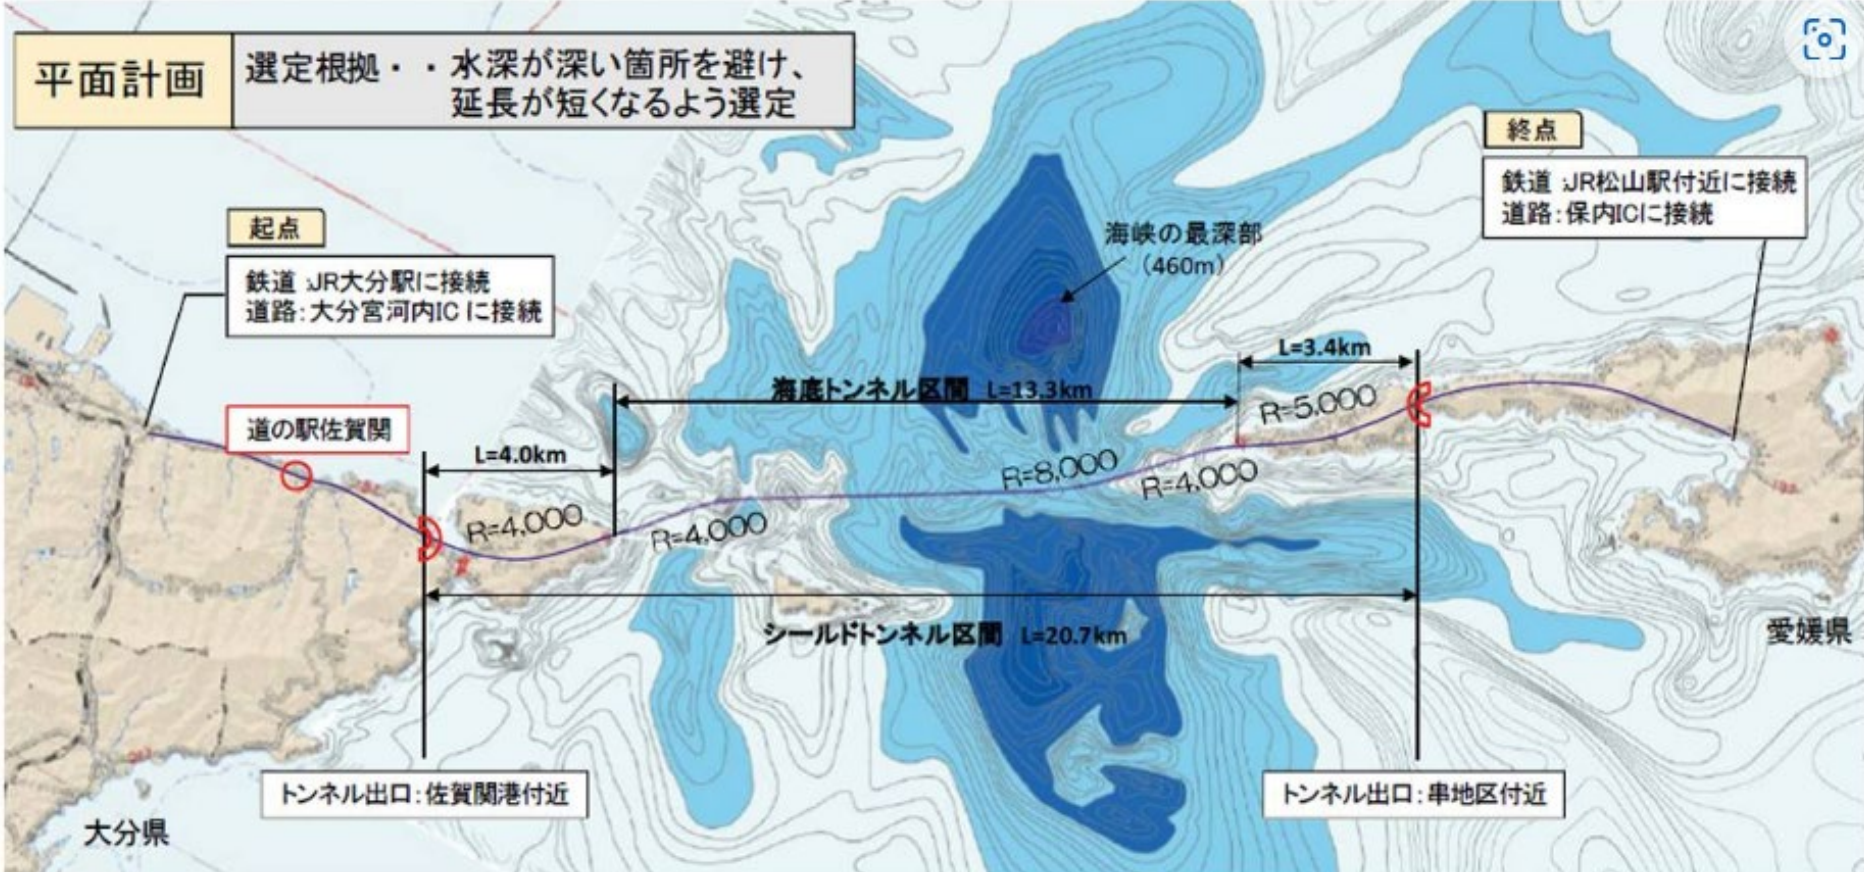 平面計画
選定根拠・・水深が深い箇所を避け、
延長が短くなるよう選定
終点
鉄道:JR松山駅付近に接続
道路:保内ICに接続
起点
鉄道:JR大分駅に接続
道路:大分宮河内ICに接続
海峡の最深部
(460m)
L=3.4km
海底トンネル区間 L=13.3km
R=5,000
道の駅佐賀関
L=4.0km
R=8,000
R=4,000
R=4,000
R=4,000
シールドトンネル区間 L=20.7km
愛媛県
トンネル出口:佐賀関港付近
トンネル出口:串地区付近
大分県